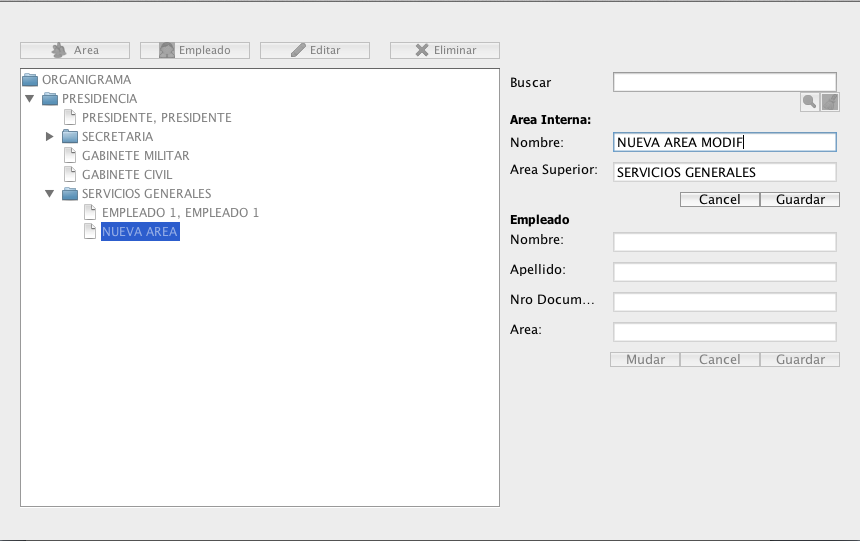 Area Empleado Editar Eliminar
ORGANIGRAMA
PRESIDENCIA
PRESIDENTE, PRESIDENTE
SECRETARIA
GABINETE MILITAR
GABINETE CIVIL
SERVICIOS GENERALES
EMPLEADO 1, EMPLEADO 1
NUEVA AREA
Buscar
Area Interna:
Nombre: NUEVA AREA MODIF
Area Superior: SERVICIOS GENERALES
Cancel Guardar
Empleado
Nombre:
Apellido:
Nro Docum...
Area:
Mudar Cancel Guardar